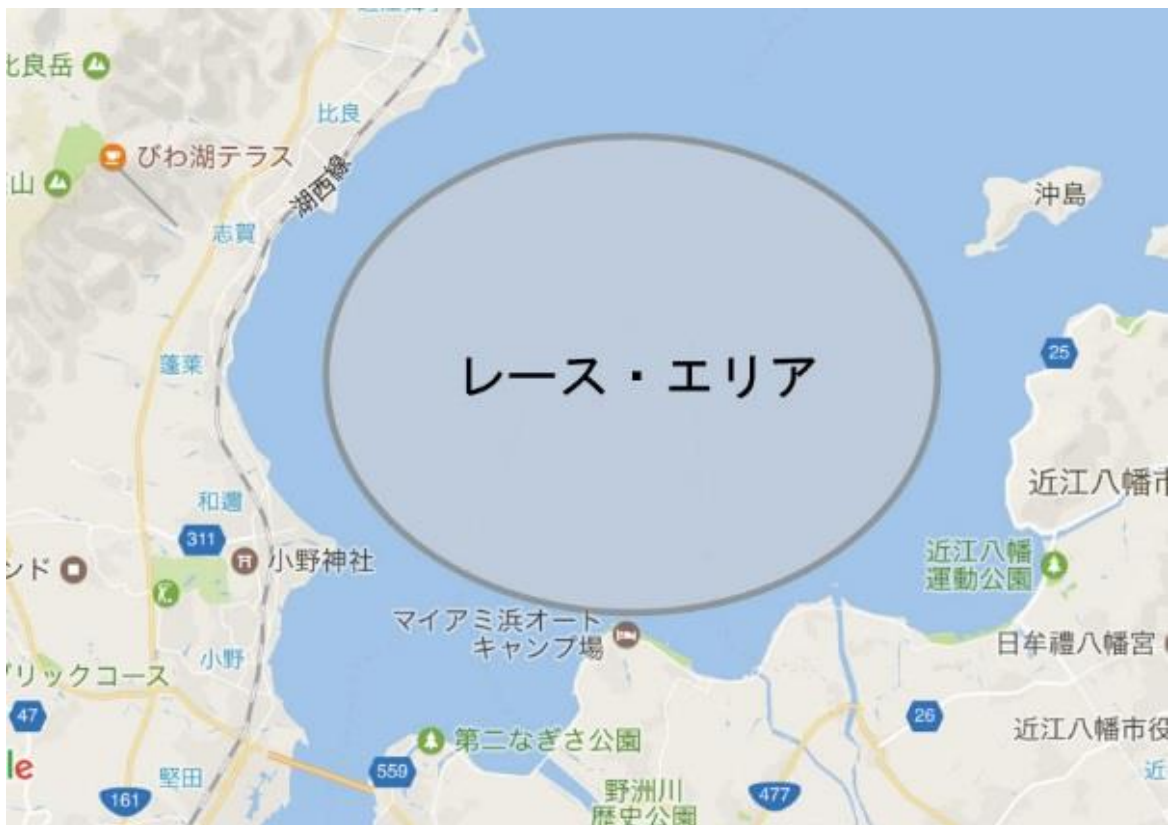 比良岳
比良
びわ湖テラス
山
湖西線
志賀
沖島
蓬莱
レース・エリア
25
和邇
311
小野神社
近江八幡市
ンド
近江八幡
運動公園
マイアミ浜オート
キャンプ場
小野
日牟禮八幡宮
ブリックコース
47
26
第二なぎさ公園
近江八幡市役
le
堅田
559
161
野洲川
歴史公園
477
近